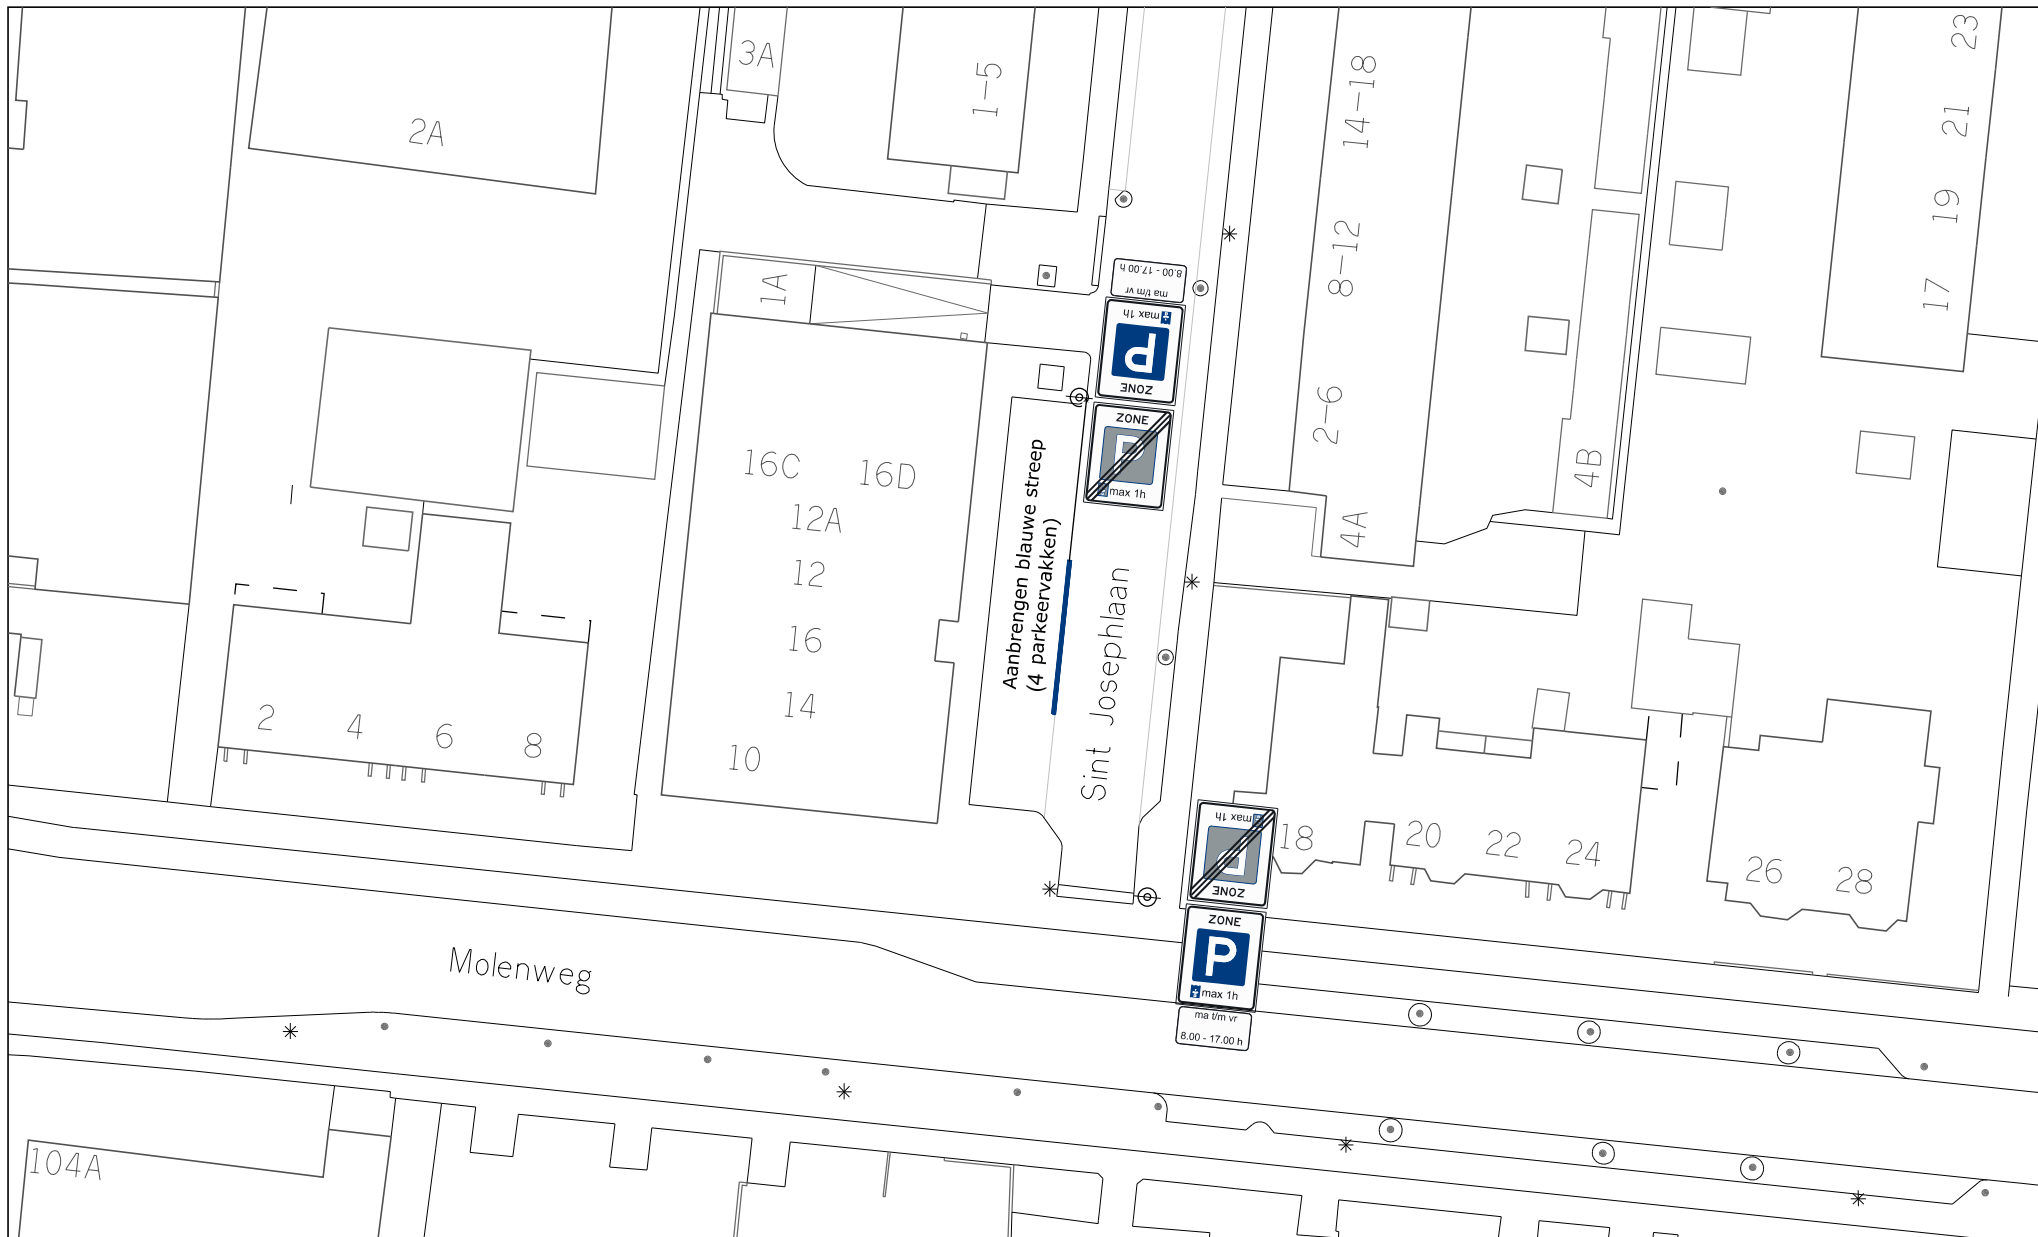 3A
1-5
14-18
23
21
2A
19
8-12
17
1A
8.00 - 17.00 h
ma t/m vr
max 1h
P
ZONE
ZONE
P
max 1h
2-6
4B
4A
16C
16D
12A
12
16
14
10
Aanbrengen blauwe streep
(4 parkeervakken)
Sint Josephlaan
2
4
6
8
max 1h
P
ZONE
18
20
22
24
26
28
ZONE
P
max 1h
ma t/m vr
8.00 - 17.00 h
Molenweg
104A